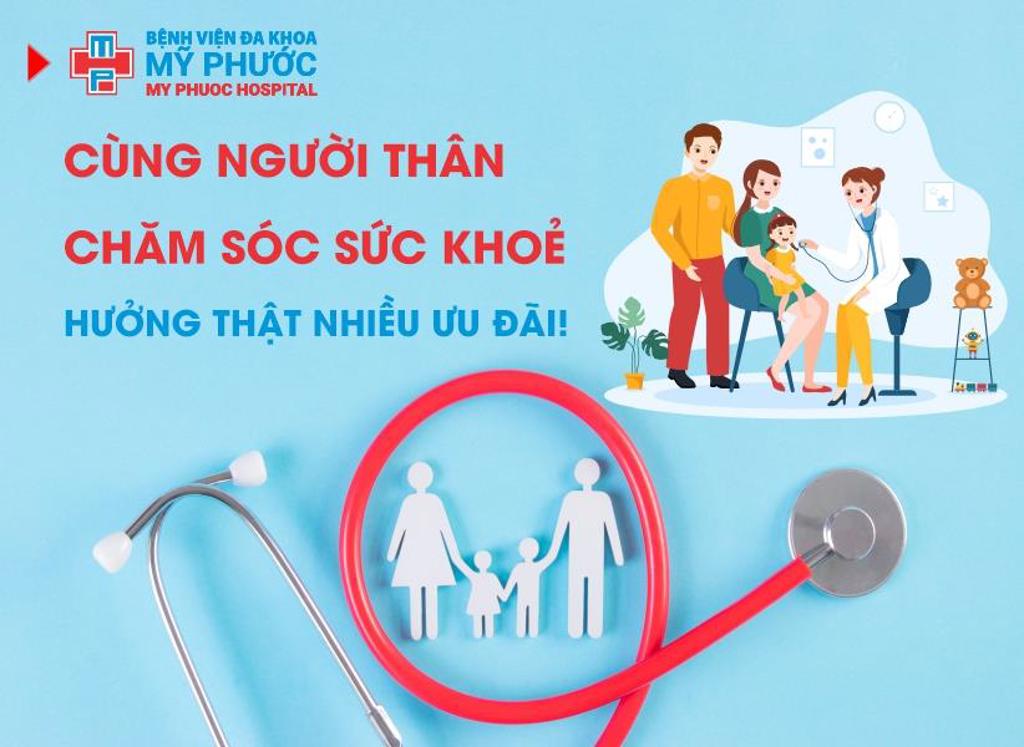 BỆNH VIỆN ĐA KHOA
MỸ PHƯỚC
MY PHUOC HOSPITAL
MP
CÙNG NGƯỜI THÂN
CHĂM SÓC SỨC KHOẺ
HƯỞNG THẬT NHIỀU ƯU ĐÃI!